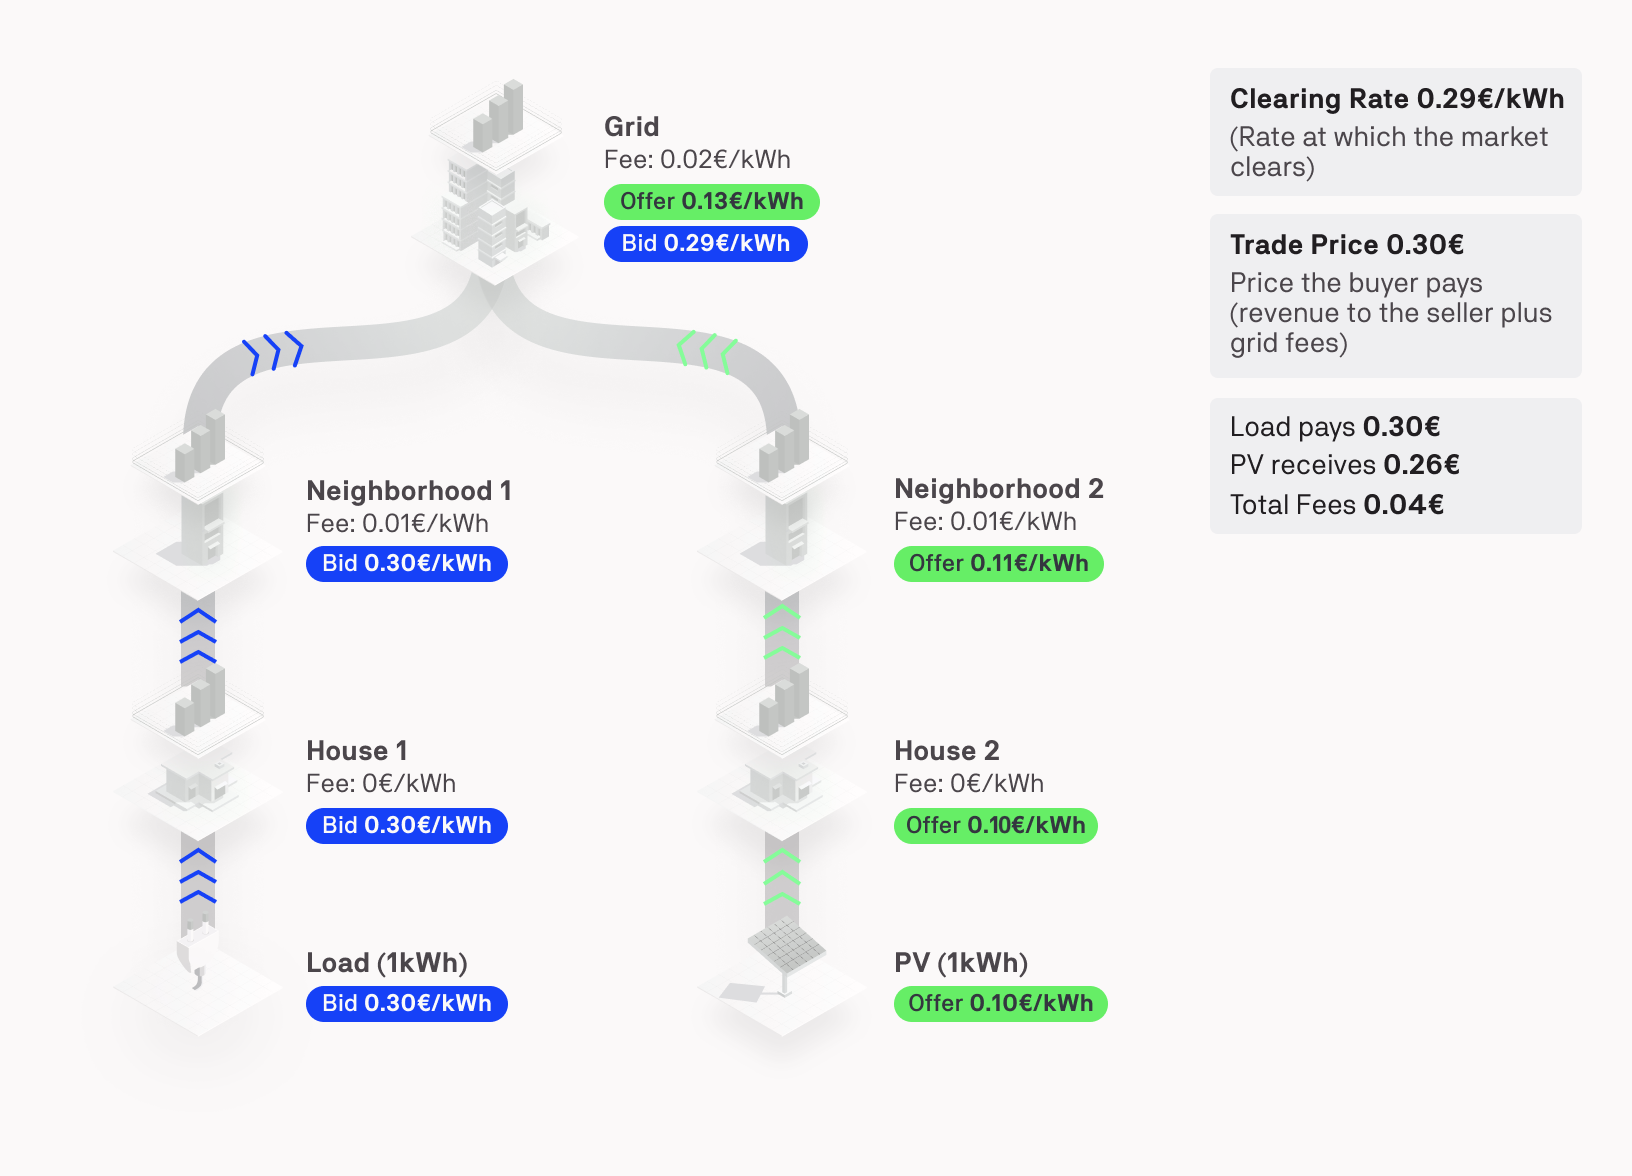 Grid
Fee: 0.02€/kWh
Offer 0.13€/kWh
Bid 0.29€/kWh
Neighborhood 1
Fee: 0.01€/kWh
Bid 0.30€/kWh
Neighborhood 2
Fee: 0.01€/kWh
Offer 0.11€/kWh
House 1
Fee: 0€/kWh
Bid 0.30€/kWh
House 2
Fee: 0€/kWh
Offer 0.10€/kWh
Load (1kWh)
Bid 0.30€/kWh
PV (1kWh)
Offer 0.10€/kWh
Clearing Rate 0.29€/kWh
(Rate at which the market
clears)
Trade Price 0.30€
Price the buyer pays
(revenue to the seller plus
grid fees)
Load pays 0.30€
PV receives 0.26€
Total Fees 0.04€